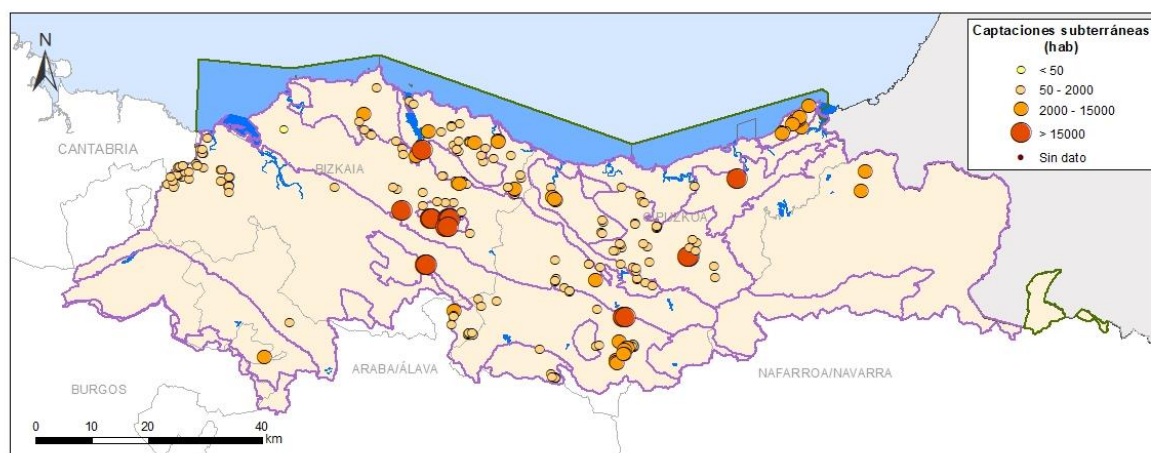 Captaciones subterráneas
(hab)
< 50
50 - 2000
2000 - 15000
> 15000
Sin dato
N
CANTABRIA
BIZKAIA
GIPUZKOA
ARABA/ÁLAVA
NAFARROA/NAVARRA
BURGOS
0 10 20 40
km